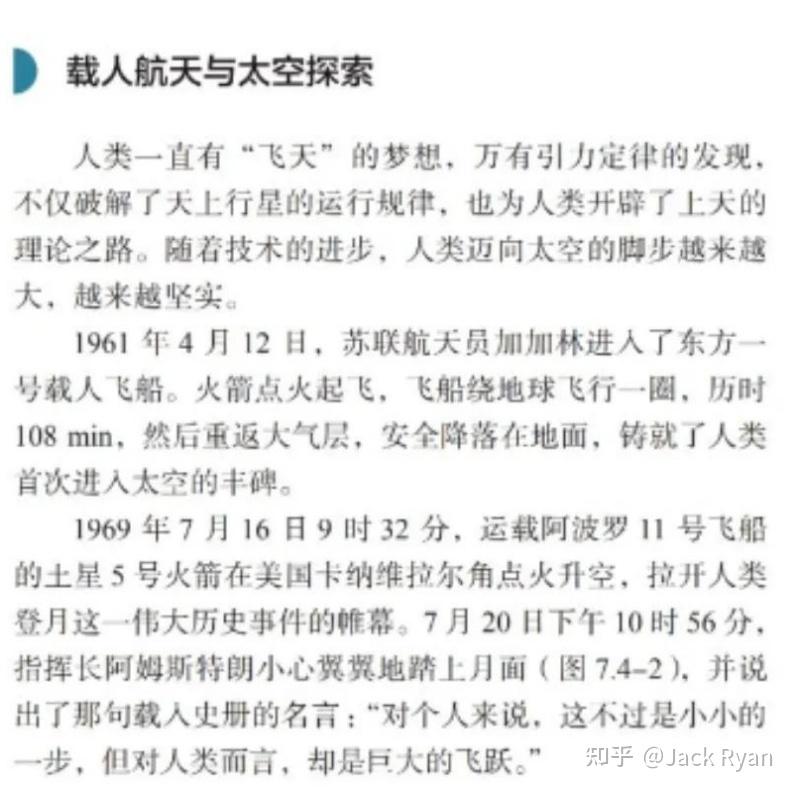 载人航天与太空探索
人类一直有“飞天”的梦想，万有引力定律的发现，
不仅破解了天上行星的运行规律，也为人类开辟了上天的
理论之路。随着技术的进步，人类迈向太空的脚步越来越
大，越来越坚实。
1961 年 4 月 12 日，苏联航天员加加林进入了东方一
号载人飞船。火箭点火起飞，飞船绕地球飞行一圈，历时
108 min，然后重返大气层，安全降落在地面，铸就了人类
首次进入太空的丰碑。
1969 年 7 月 16 日 9 时 32 分，运载阿波罗 11 号飞船
的土星 5 号火箭在美国卡纳维拉尔角点火升空，拉开人类
登月这一伟大历史事件的帷幕。7 月 20 日下午 10 时 56 分，
指挥长阿姆斯特朗小心翼翼地踏上月面（图 7.4-2），并说
出了那句载入史册的名言：“对个人来说，这不过是小小的
一步，但对人类而言，却是巨大的飞跃。”
知乎 @Jack Ryan